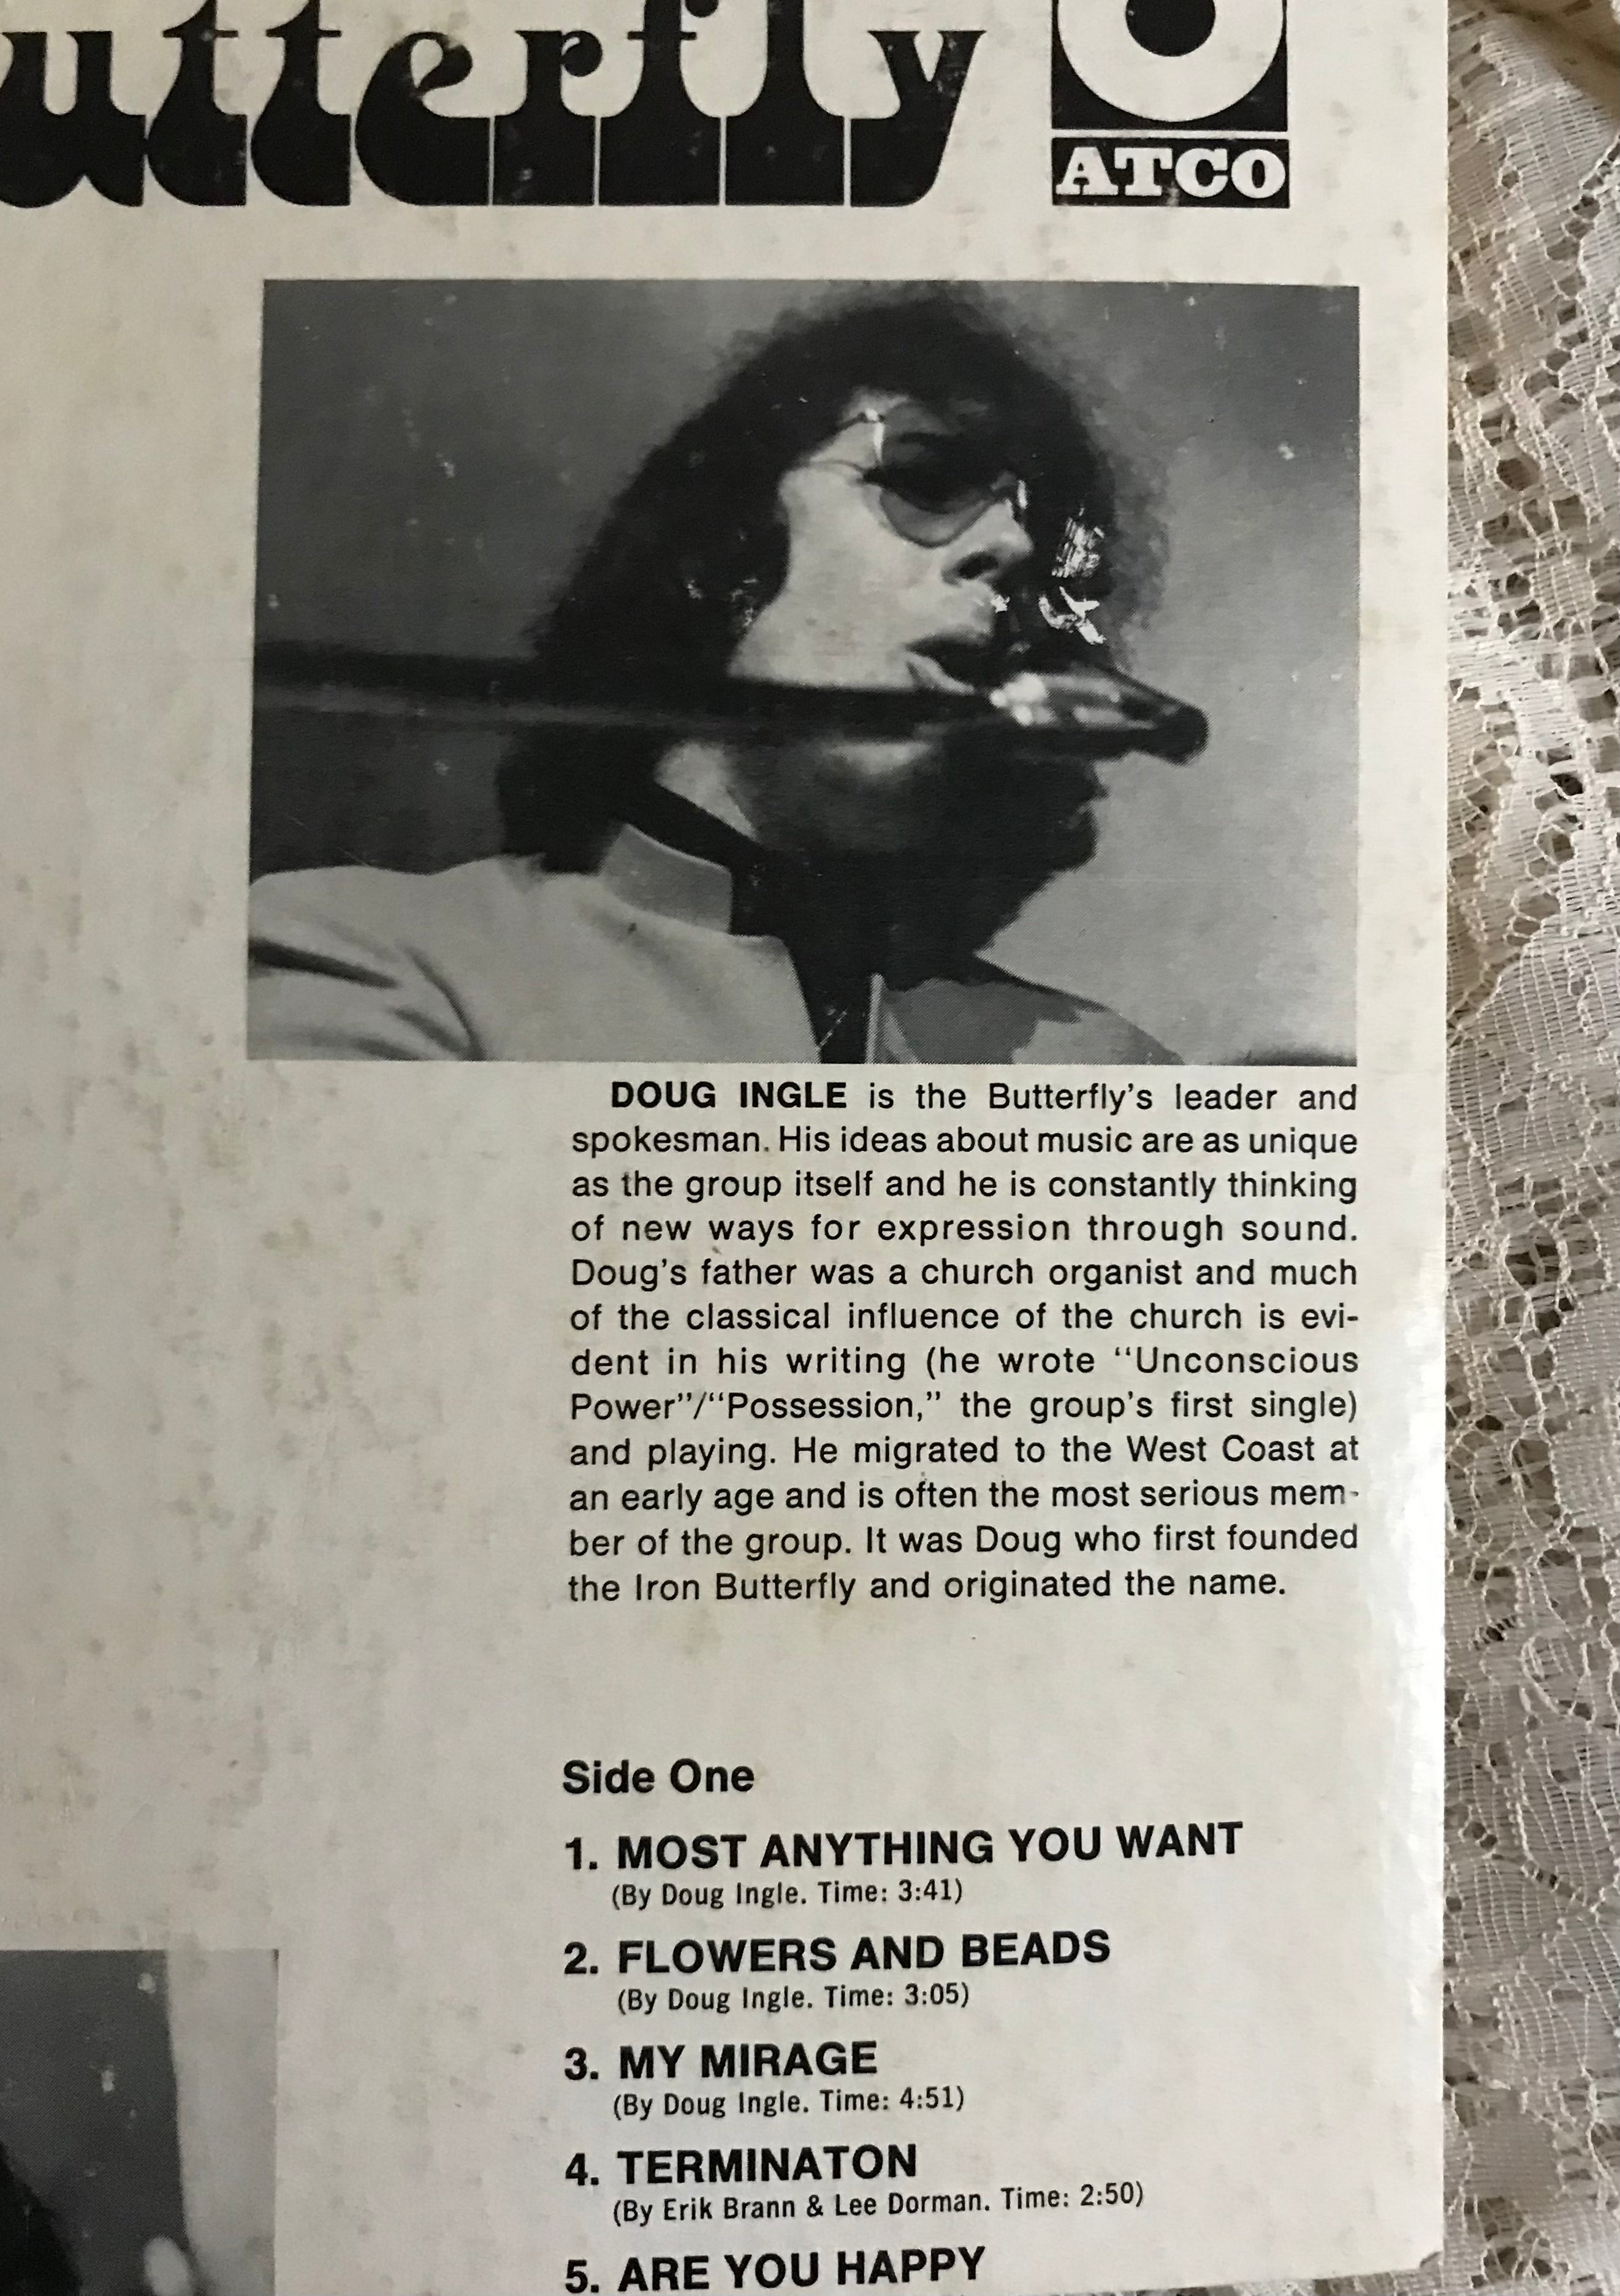 utterfly
ATCO
DOUG INGLE is the Butterfly's leader and
spokesman. His ideas about music are as unique
as the group itself and he is constantly thinking
of new ways for expression through sound.
Doug's father was a church organist and much
of the classical influence of the church is evi-
dent in his writing (he wrote "Unconscious
Power"/"Possession," the group's first single)
and playing. He migrated to the West Coast at
an early age and is often the most serious mem-
ber of the group. It was Doug who first founded
the Iron Butterfly and originated the name.
Side One
1. MOST ANYTHING YOU WANT
(By Doug Ingle. Time: 3:41)
2. FLOWERS AND BEADS
(By Doug Ingle. Time: 3:05)
3. MY MIRAGE
(By Doug Ingle. Time: 4:51)
4. TERMINATON
(By Erik Brann & Lee Dorman. Time: 2:50)
5. ARE YOU HAPPY